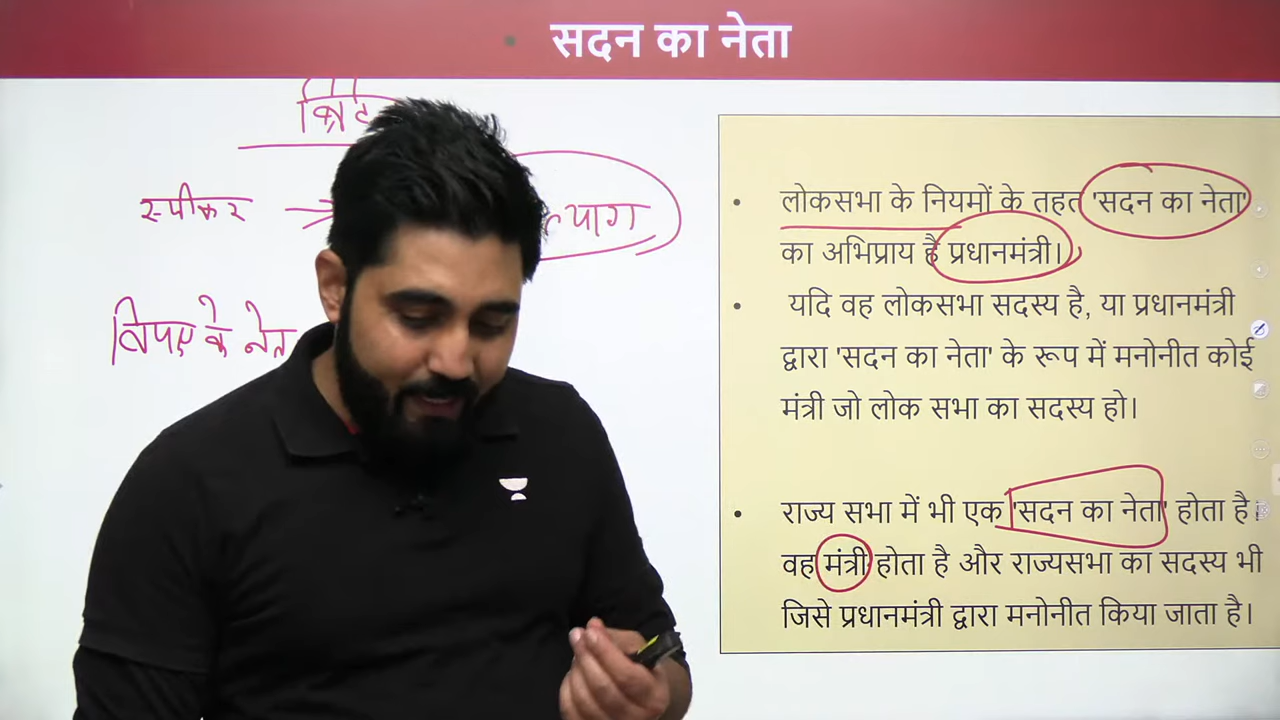 • सदन का नेता
स्पीकर →
विपक्ष के नेता
• लोकसभा के नियमों के तहत 'सदन का नेता'
का अभिप्राय है प्रधानमंत्री।
• यदि वह लोकसभा सदस्य है, या प्रधानमंत्री
द्वारा 'सदन का नेता' के रूप में मनोनीत कोई
मंत्री जो लोक सभा का सदस्य हो।
• राज्य सभा में भी एक 'सदन का नेता' होता है
वह मंत्री होता है और राज्यसभा का सदस्य भी
जिसे प्रधानमंत्री द्वारा मनोनीत किया जाता है।